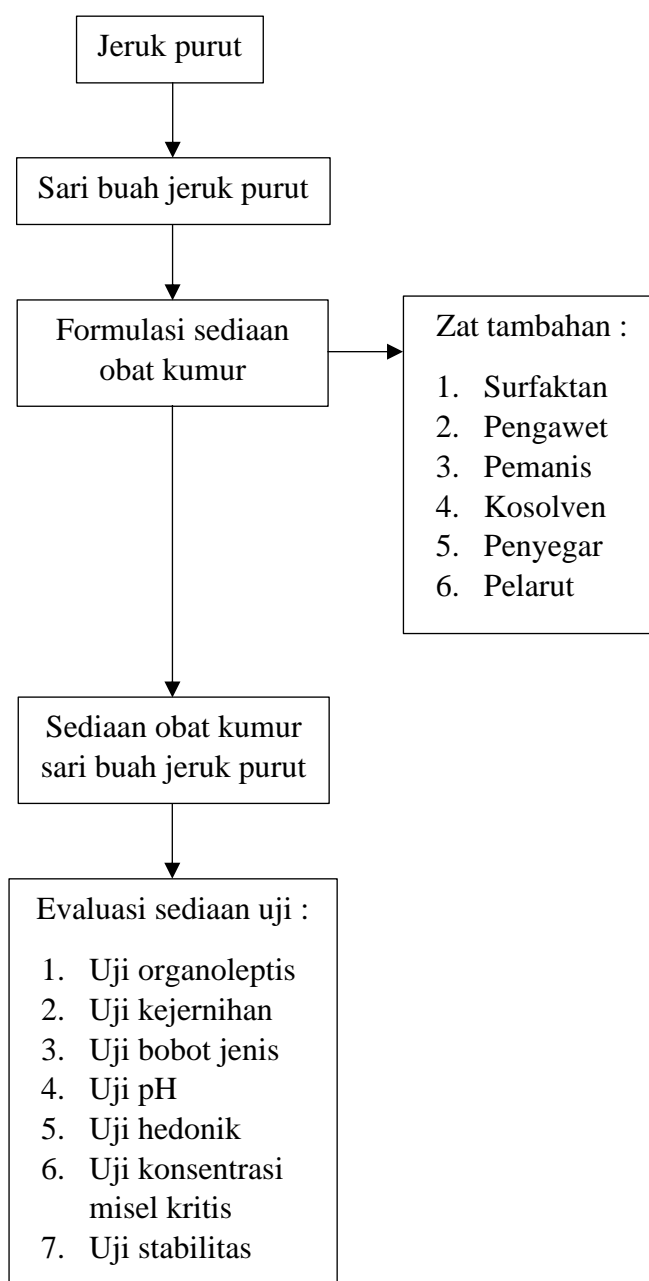 Jeruk purut
Sari buah jeruk purut
Formulasi sediaan
obat kumur
Zat tambahan :
1. Surfaktan
2. Pengawet
3. Pemanis
4. Kosolven
5. Penyegar
6. Pelarut
Sediaan obat kumur
sari buah jeruk purut
Evaluasi sediaan uji :
1. Uji organoleptis
2. Uji kejernihan
3. Uji bobot jenis
4. Uji pH
5. Uji hedonik
6. Uji konsentrasi
misel kritis
7. Uji stabilitas